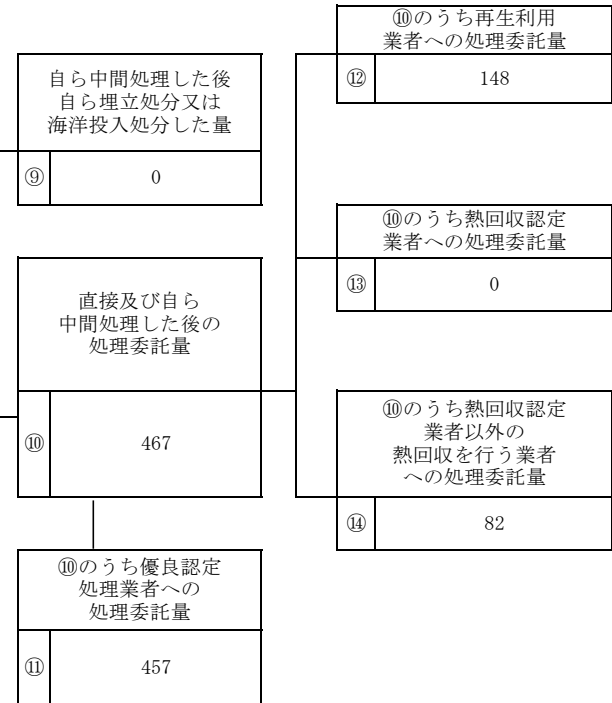 自ら中間処理した後
自ら埋立処分又は
海洋投入処分した量
⑨ 0
直接及び自ら
中間処理した後の
処理委託量
⑩ 467
⑩のうち優良認定
処理業者への
処理委託量
⑪ 457
⑩のうち再生利用
業者への処理委託量
⑫ 148
⑩のうち熱回収認定
業者への処理委託量
⑬ 0
⑩のうち熱回収認定
業者以外の
熱回収を行う業者
への処理委託量
⑭ 82